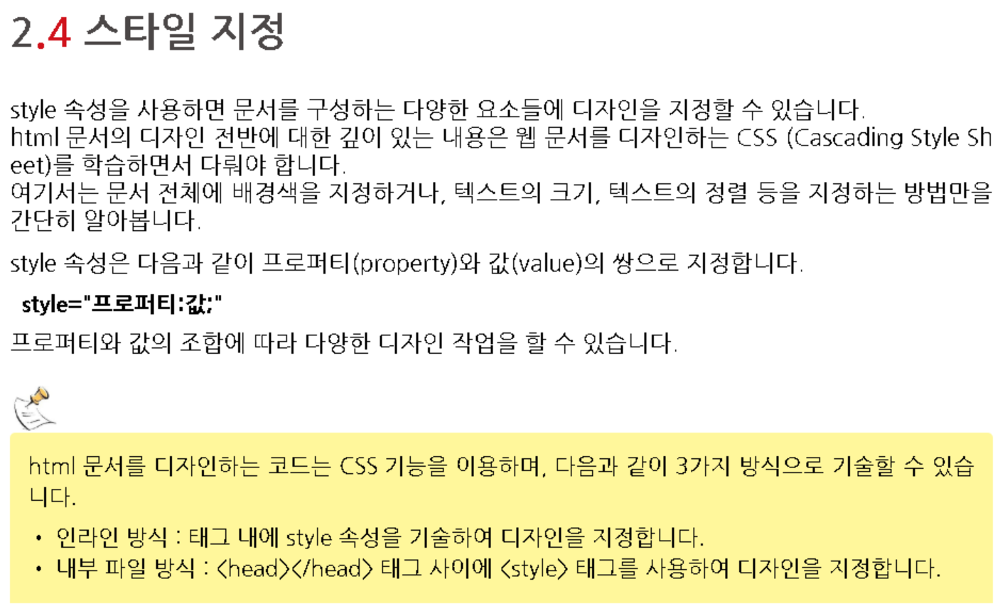 2.4 스타일 지정
style 속성을 사용하면 문서를 구성하는 다양한 요소들에 디자인을 지정할 수 있습니다.
html 문서의 디자인 전반에 대한 깊이 있는 내용은 웹 문서를 디자인하는 CSS (Cascading Style Sh
eet)를 학습하면서 다뤄야 합니다.
여기서는 문서 전체에 배경색을 지정하거나, 텍스트의 크기, 텍스트의 정렬 등을 지정하는 방법만을
간단히 알아봅니다.
style 속성은 다음과 같이 프로퍼티(property)와 값(value)의 쌍으로 지정합니다.
style="프로퍼티:값;"
프로퍼티와 값의 조합에 따라 다양한 디자인 작업을 할 수 있습니다.
html 문서를 디자인하는 코드는 CSS 기능을 이용하며, 다음과 같이 3가지 방식으로 기술할 수 있습
니다.
• 인라인 방식 : 태그 내에 style 속성을 기술하여 디자인을 지정합니다.
• 내부 파일 방식 : <head></head> 태그 사이에 <style> 태그를 사용하여 디자인을 지정합니다.